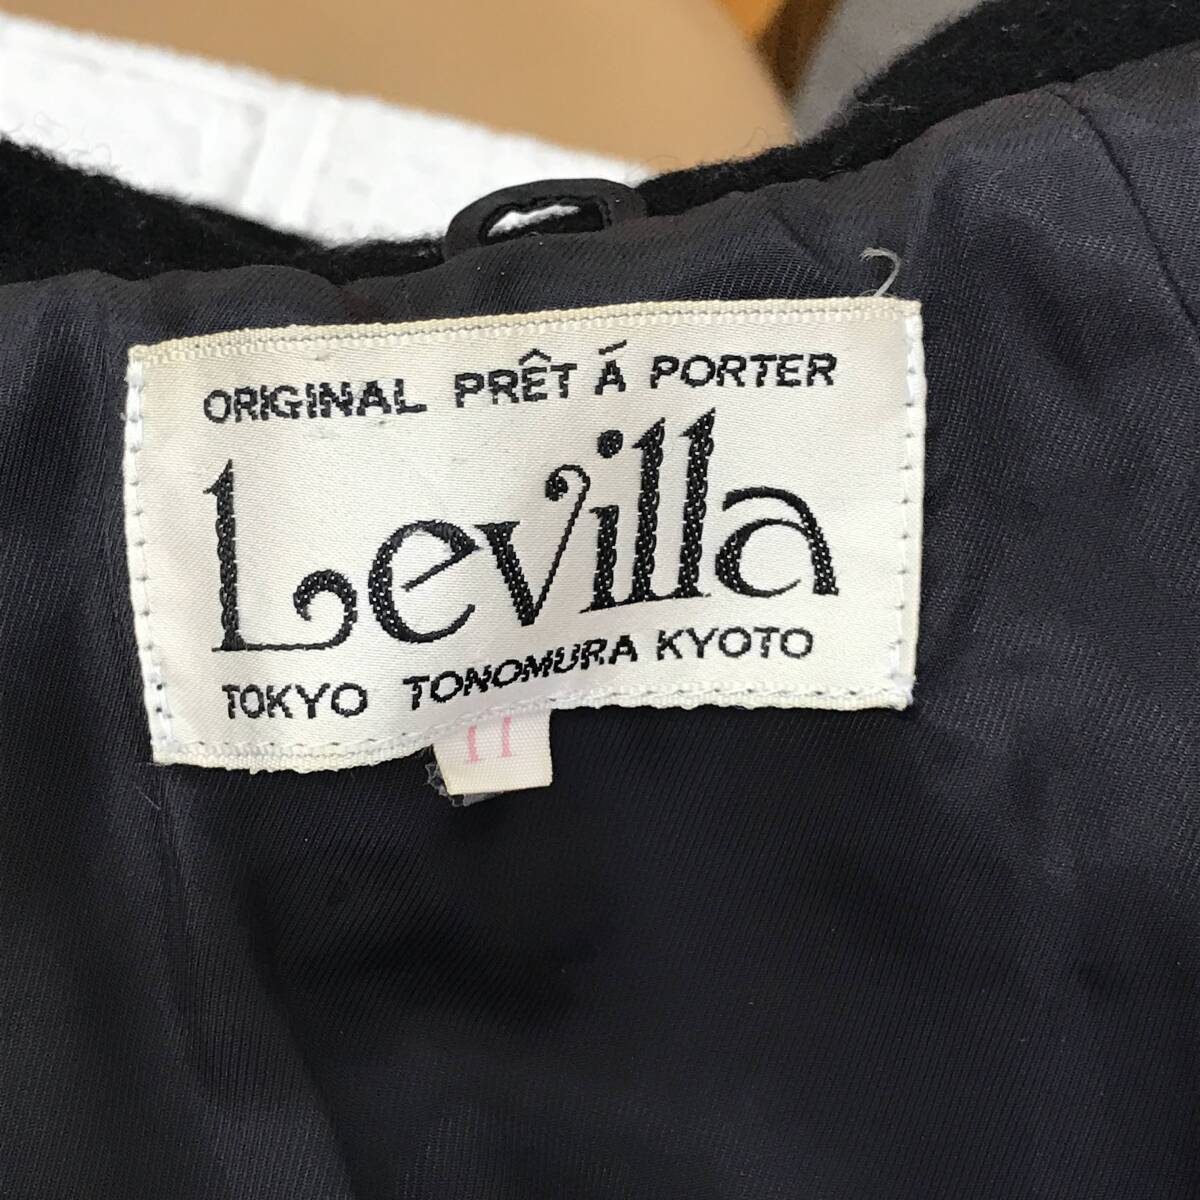 ORIGINAL PRÊT Á PORTER
Levilla
TOKYO TONOMURA KYOTO
11